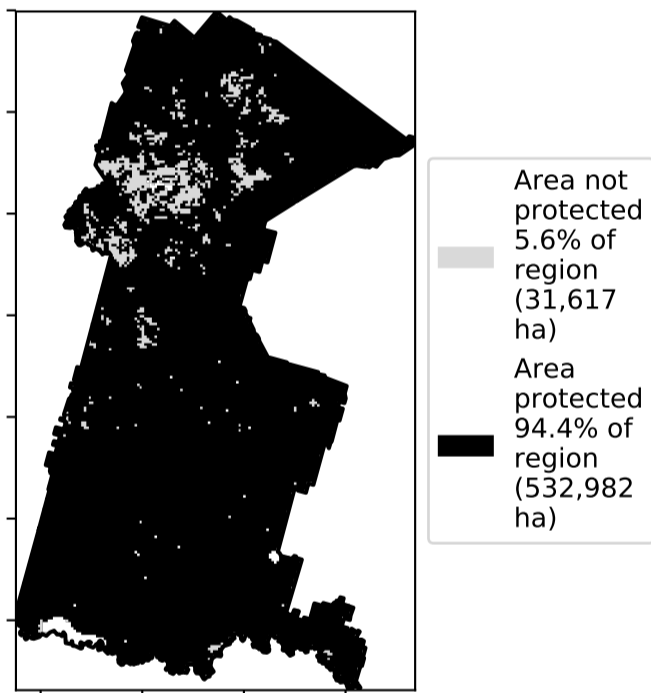 Area not
protected
5.6% of
region
(31,617
ha)
Area
protected
94.4% of
region
(532,982
ha)